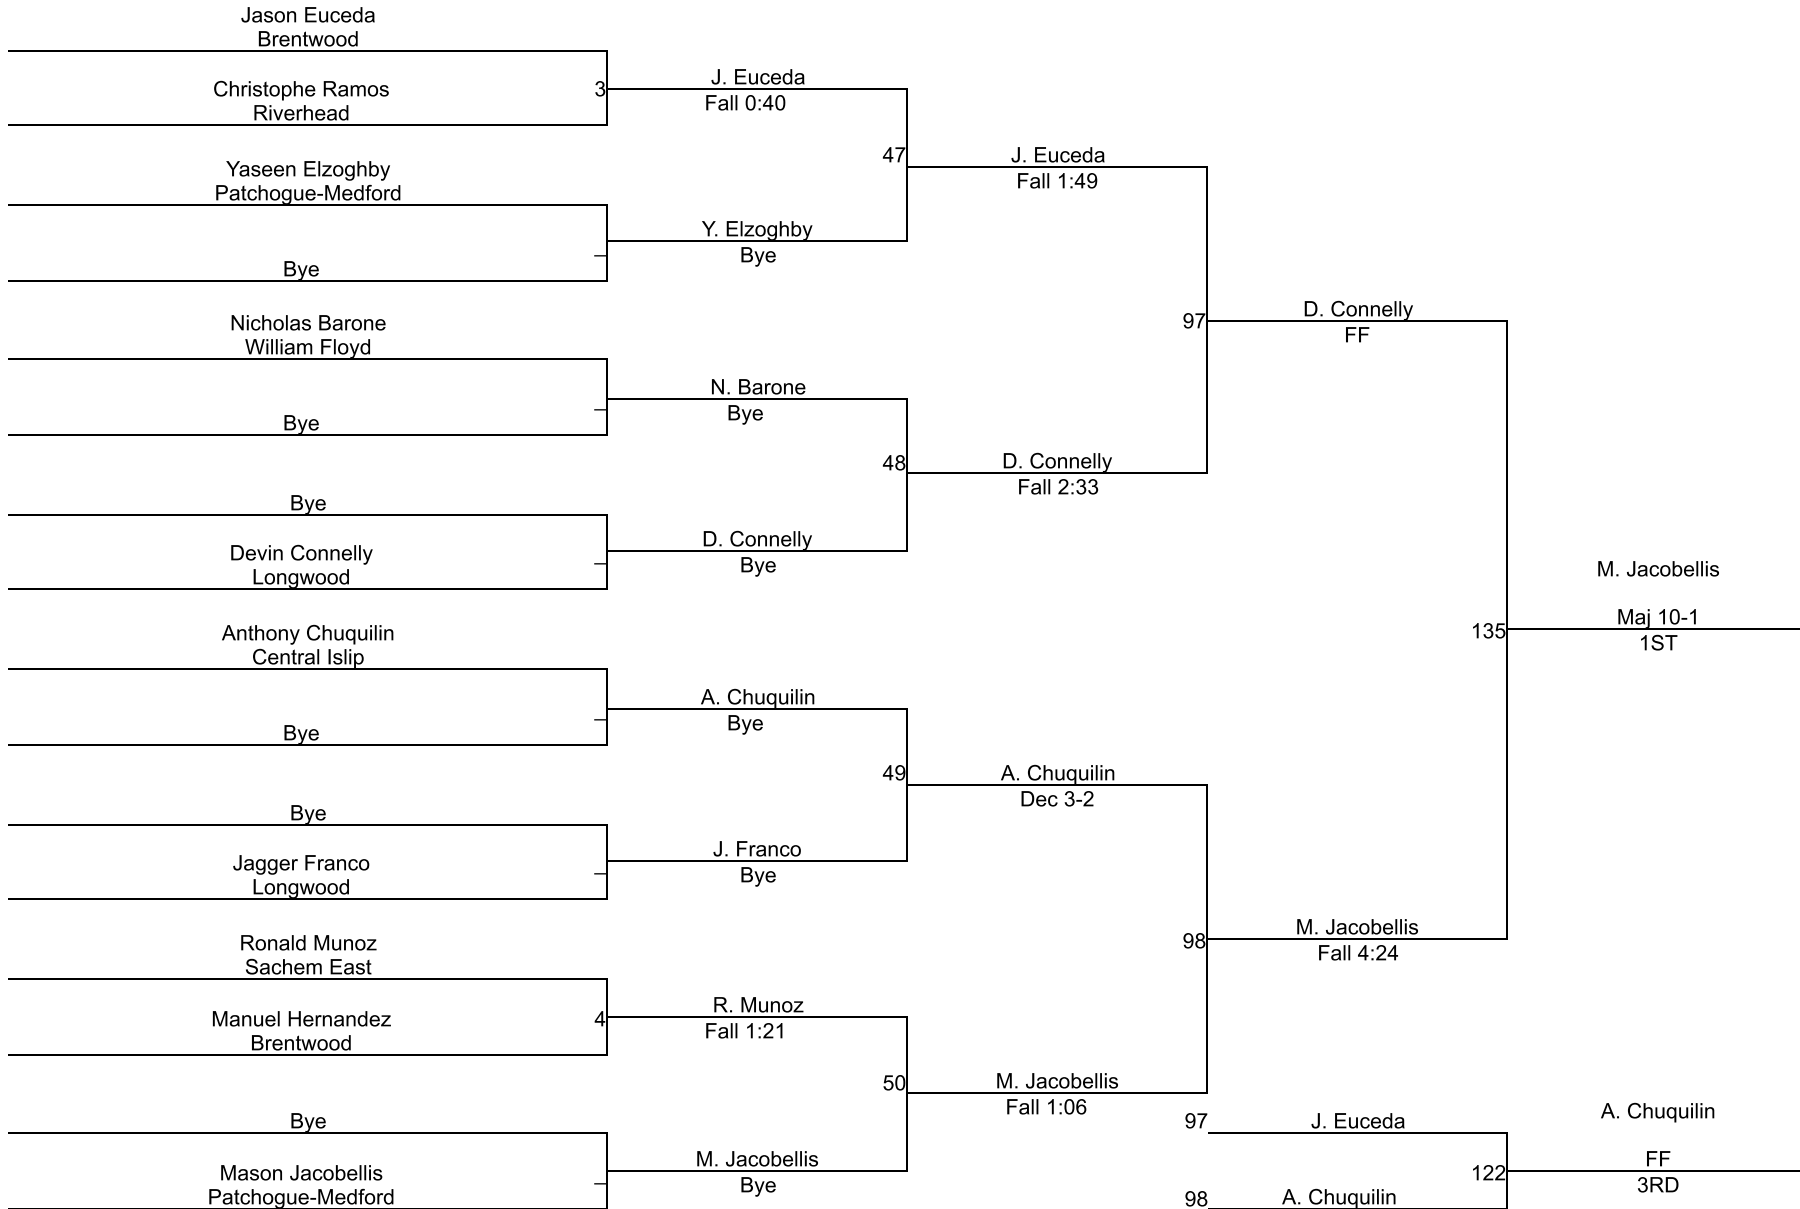 Jason Euceda
Brentwood
Christophe Ramos
Riverhead
3
J. Euceda
Fall 0:40
Yaseen Elzoghby
Patchogue-Medford
Bye
Y. Elzoghby
Bye
47
J. Euceda
Fall 1:49
Nicholas Barone
William Floyd
Bye
N. Barone
Bye
Bye
Devin Connelly
Longwood
D. Connelly
Bye
48
D. Connelly
Fall 2:33
97
D. Connelly
FF
Anthony Chuquilin
Central Islip
Bye
A. Chuquilin
Bye
Bye
Jagger Franco
Longwood
J. Franco
Bye
49
A. Chuquilin
Dec 3-2
Ronald Munoz
Sachem East
Manuel Hernandez
Brentwood
4
R. Munoz
Fall 1:21
Bye
Mason Jacobellis
Patchogue-Medford
M. Jacobellis
Bye
50
M. Jacobellis
Fall 1:06
98
M. Jacobellis
Fall 4:24
135
M. Jacobellis
Maj 10-1
1ST
97
J. Euceda
98
A. Chuquilin
122
A. Chuquilin
FF
3RD